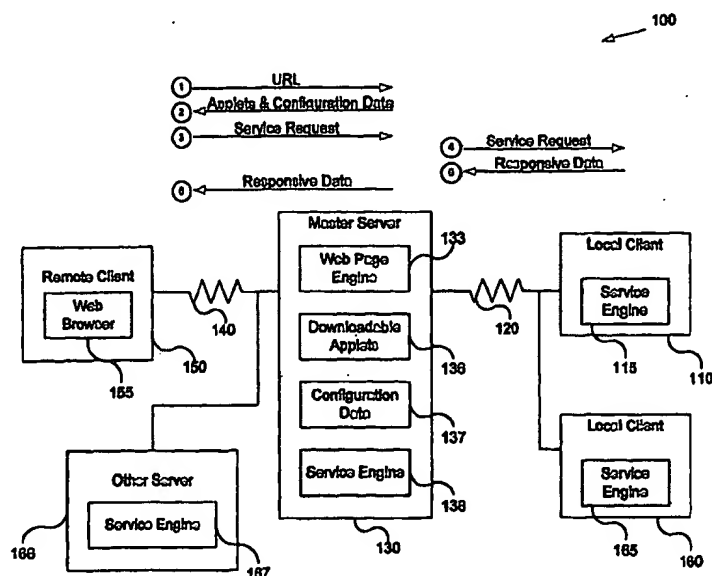 100
1 URL
2 Applets & Configuration Data
3 Service Request
4 Service Request
5 Responsive Data
6 Responsive Data
Master Server
Web Page
Engine
133
Downloadable
Applets
136
Configuration
Data
137
Service Engine
138
130
Remote Client
Web
Browser
155
150
140
Other Server
Service Engine
166
167
120
Local Client
Service
Engine
115
110
Local Client
Service
Engine
165
160